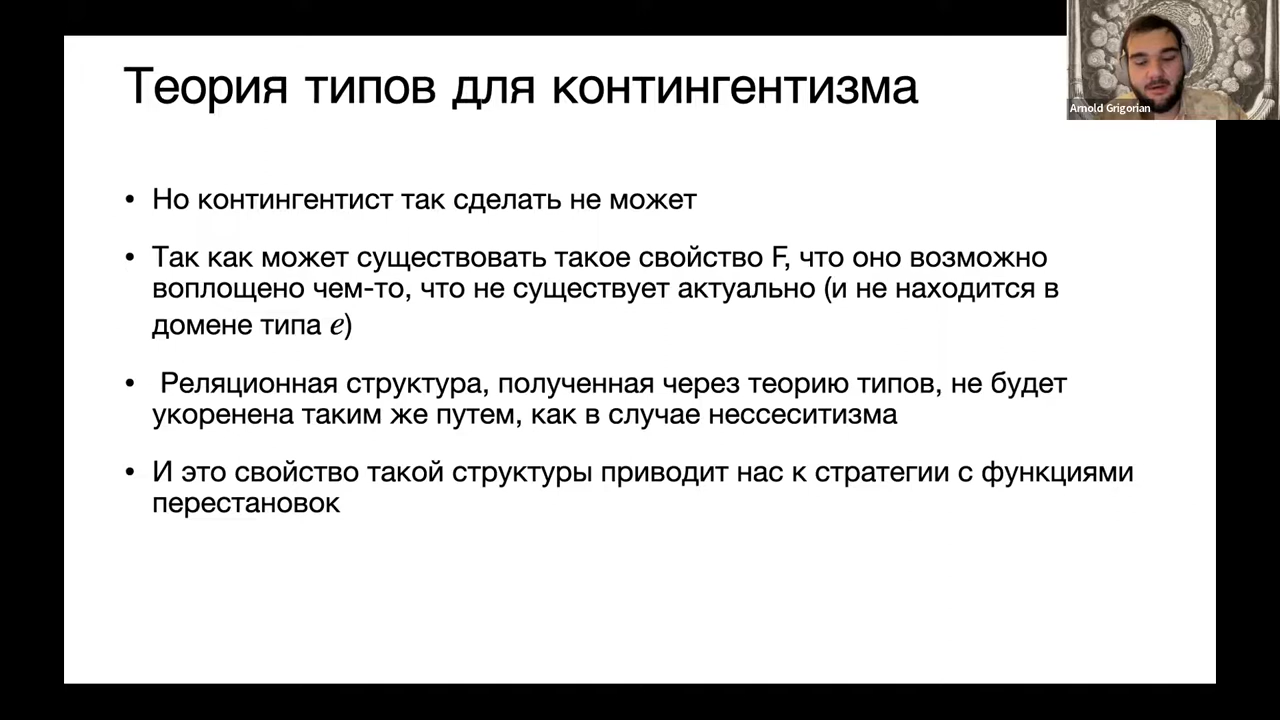 Теория типов для контингентизма
Arnold Grigorian
• Но контингентист так сделать не может
• Так как может существовать такое свойство F, что оно возможно
воплощено чем-то, что не существует актуально (и не находится в
домене типа e)
• Реляционная структура, полученная через теорию типов, не будет
укоренена таким же путем, как в случае нессеситизма
• И это свойство такой структуры приводит нас к стратегии с функциями
перестановок